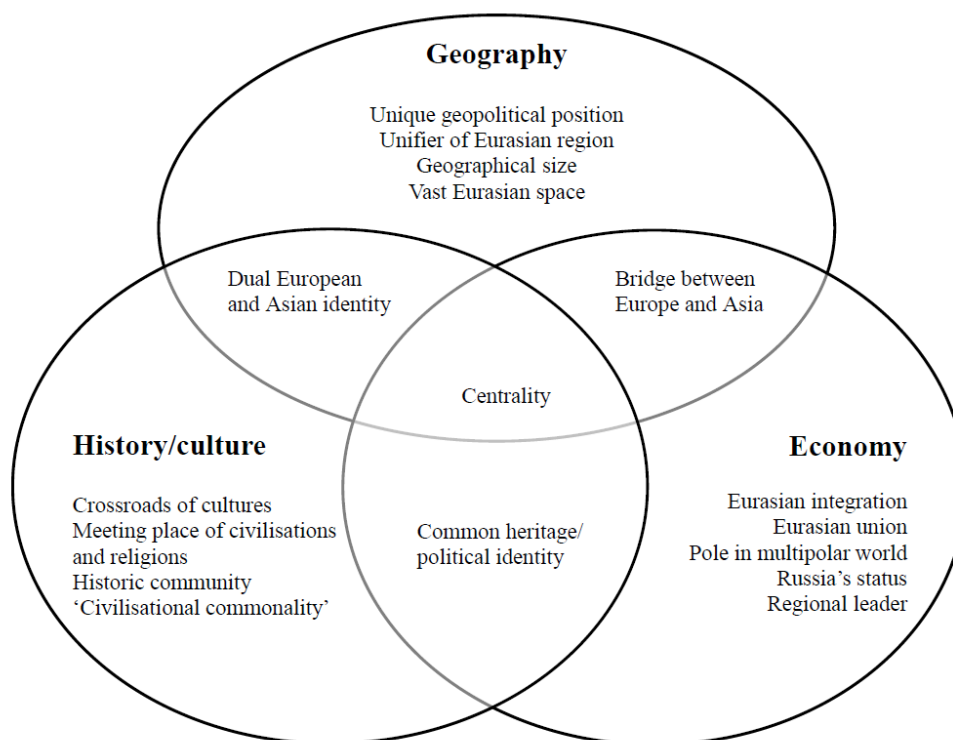 Geography
Unique geopolitical position
Unifier of Eurasian region
Geographical size
Vast Eurasian space
Dual European
and Asian identity
Bridge between
Europe and Asia
Centrality
History/culture
Crossroads of cultures
Meeting place of civilisations
and religions
Historic community
‘Civilisational commonality’
Common heritage/
political identity
Economy
Eurasian integration
Eurasian union
Pole in multipolar world
Russia’s status
Regional leader